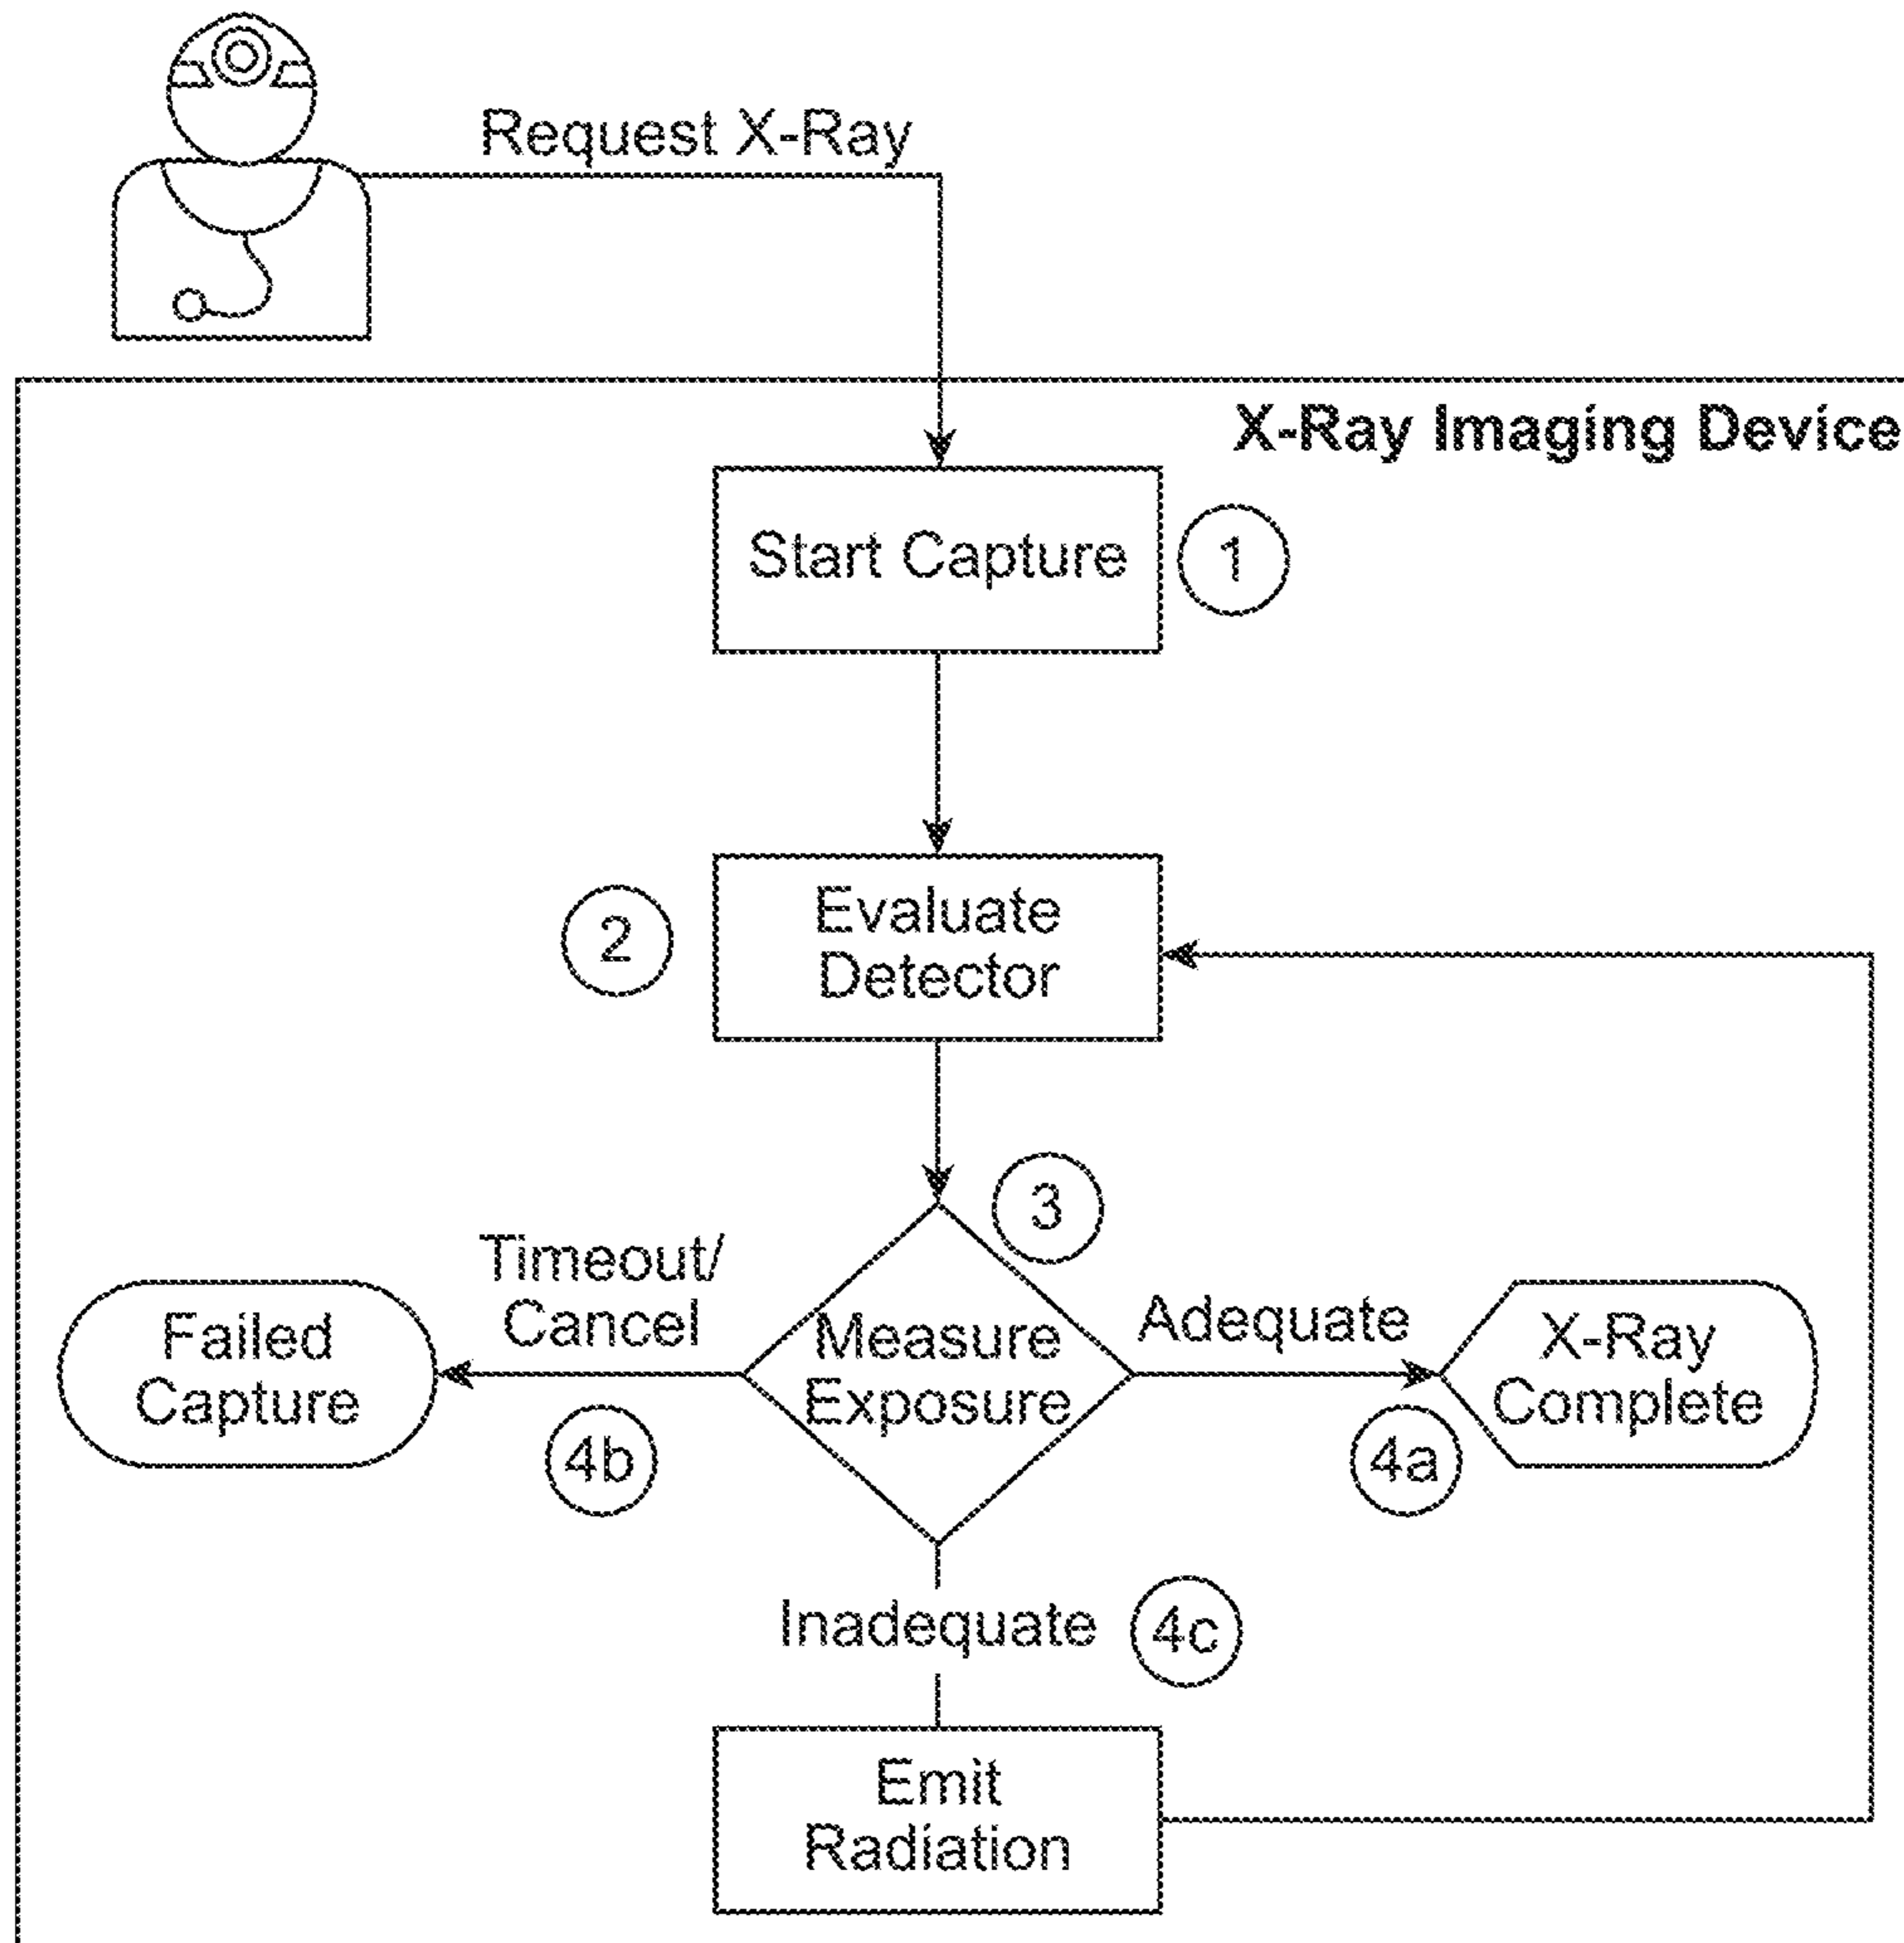 Request X-Ray
X-Ray Imaging Device
Start Capture
1
2
Evaluate
Detector
3
Timeout/
Cancel
Failed
Capture
4b
Measure
Exposure
Adequate
4a
X-Ray
Complete
Inadequate
4c
Emit
Radiation